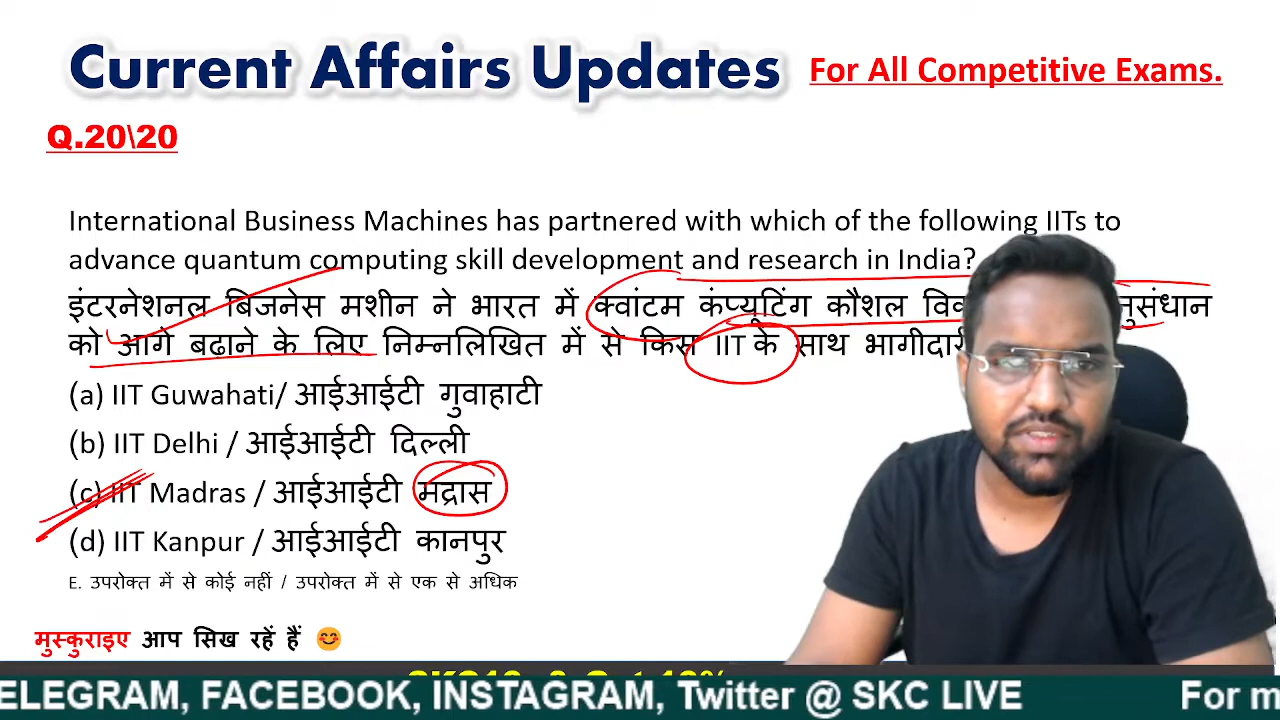 Current Affairs Updates For All Competitive Exams.
Q.20\20
International Business Machines has partnered with which of the following IITs to
advance quantum computing skill development and research in India?
इंटरनेशनल बिजनेस मशीन ने भारत में क्वांटम कंप्यूटिंग कौशल
को आगे बढ़ाने के लिए निम्नलिखित में से किस IIT के साथ
(a) IIT Guwahati/ आईआईटी गुवाहाटी
(b) IIT Delhi / आईआईटी दिल्ली
(c) IIT Madras / आईआईटी मद्रास
(d) IIT Kanpur / आईआईटी कानपुर
E. उपरोक्त में से कोई नहीं / उपरोक्त में से एक से अधिक
मुस्कुराइए आप सिख रहें हैं 😊
FACEBOOK, INSTAGRAM, Twitter @ SKC LIVE For